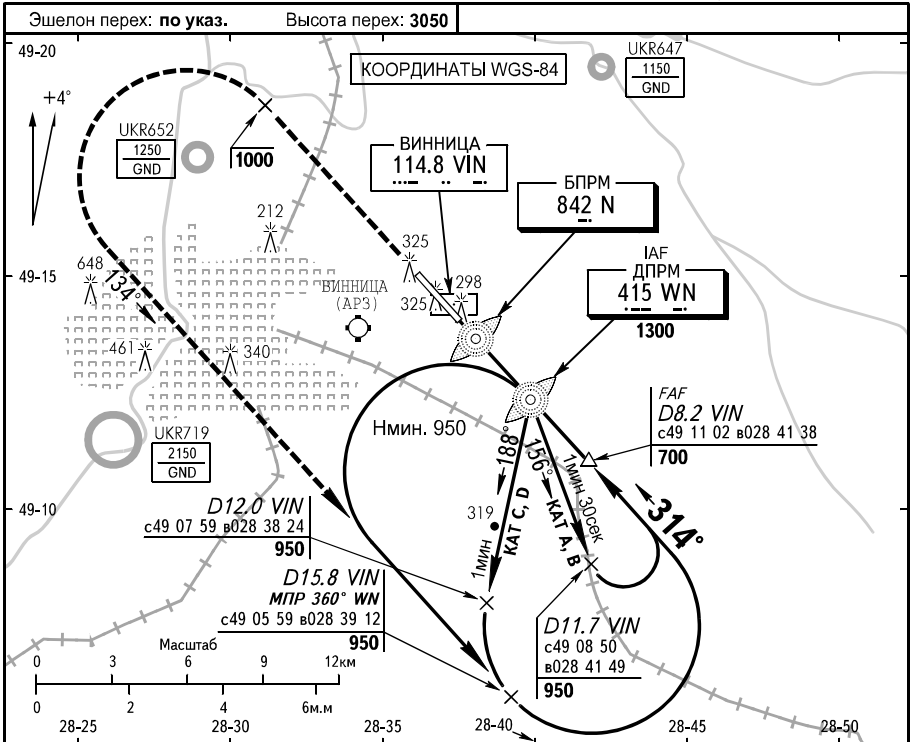 Эшелон перех: по указ. Высота перех: 3050
49-20
КООРДИНАТЫ WGS-84
UKR647
1150
GND
+4°
UKR652
1250
GND
1000
ВИННИЦА
114.8 VIN
БПРМ
842 N
212
325
IAF
ДПРМ
415 WN
1300
49-15
648
134°
ВИННИЦА
(АРЗ)
298
325
461
340
FAF
D8.2 VIN
с49 11 02 в028 41 38
700
Нмин. 950
UKR719
2150
GND
188°
156°
1мин 30сек
КАТ C, D
КАТ A, B
314°
49-10
D12.0 VIN
с49 07 59 в028 38 24
950
319
1мин
D15.8 VIN
МПР 360° WN
с49 05 59 в028 39 12
950
D11.7 VIN
с49 08 50
в028 41 49
950
Масштаб
0 3 6 9 12км
0 2 4 6м.м
28-25 28-30 28-35 28-40 28-45 28-50